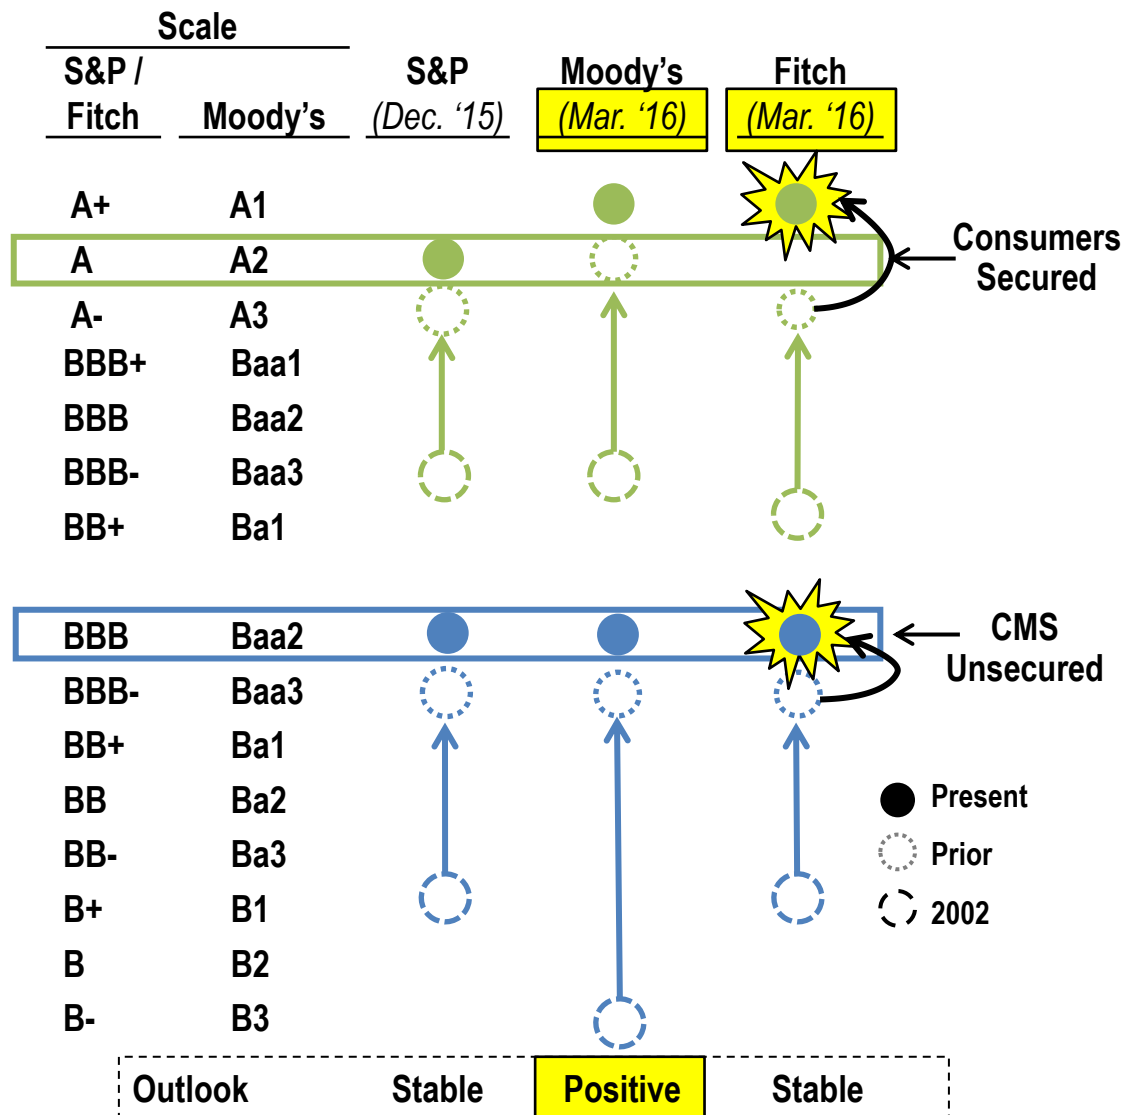 Scale
S&P / Fitch Moody’s S&P (Dec. ‘15) Moody’s (Mar. ‘16) Fitch (Mar. ‘16)
A+ A1
A A2
Consumers
Secured
A- A3
BBB+ Baa1
BBB Baa2
BBB- Baa3
BB+ Ba1
BBB Baa2
CMS
Unsecured
BBB- Baa3
BB+ Ba1
BB Ba2
Present
BB- Ba3
Prior
B+ B1
2002
B B2
B- B3
Outlook Stable Positive Stable